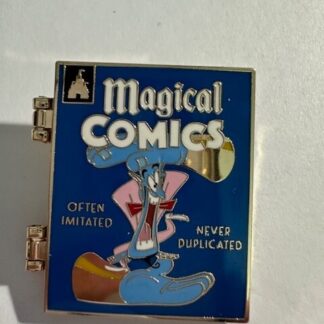 Magical
COMICS
OFTEN
IMITATED
NEVER
DUPLICATED